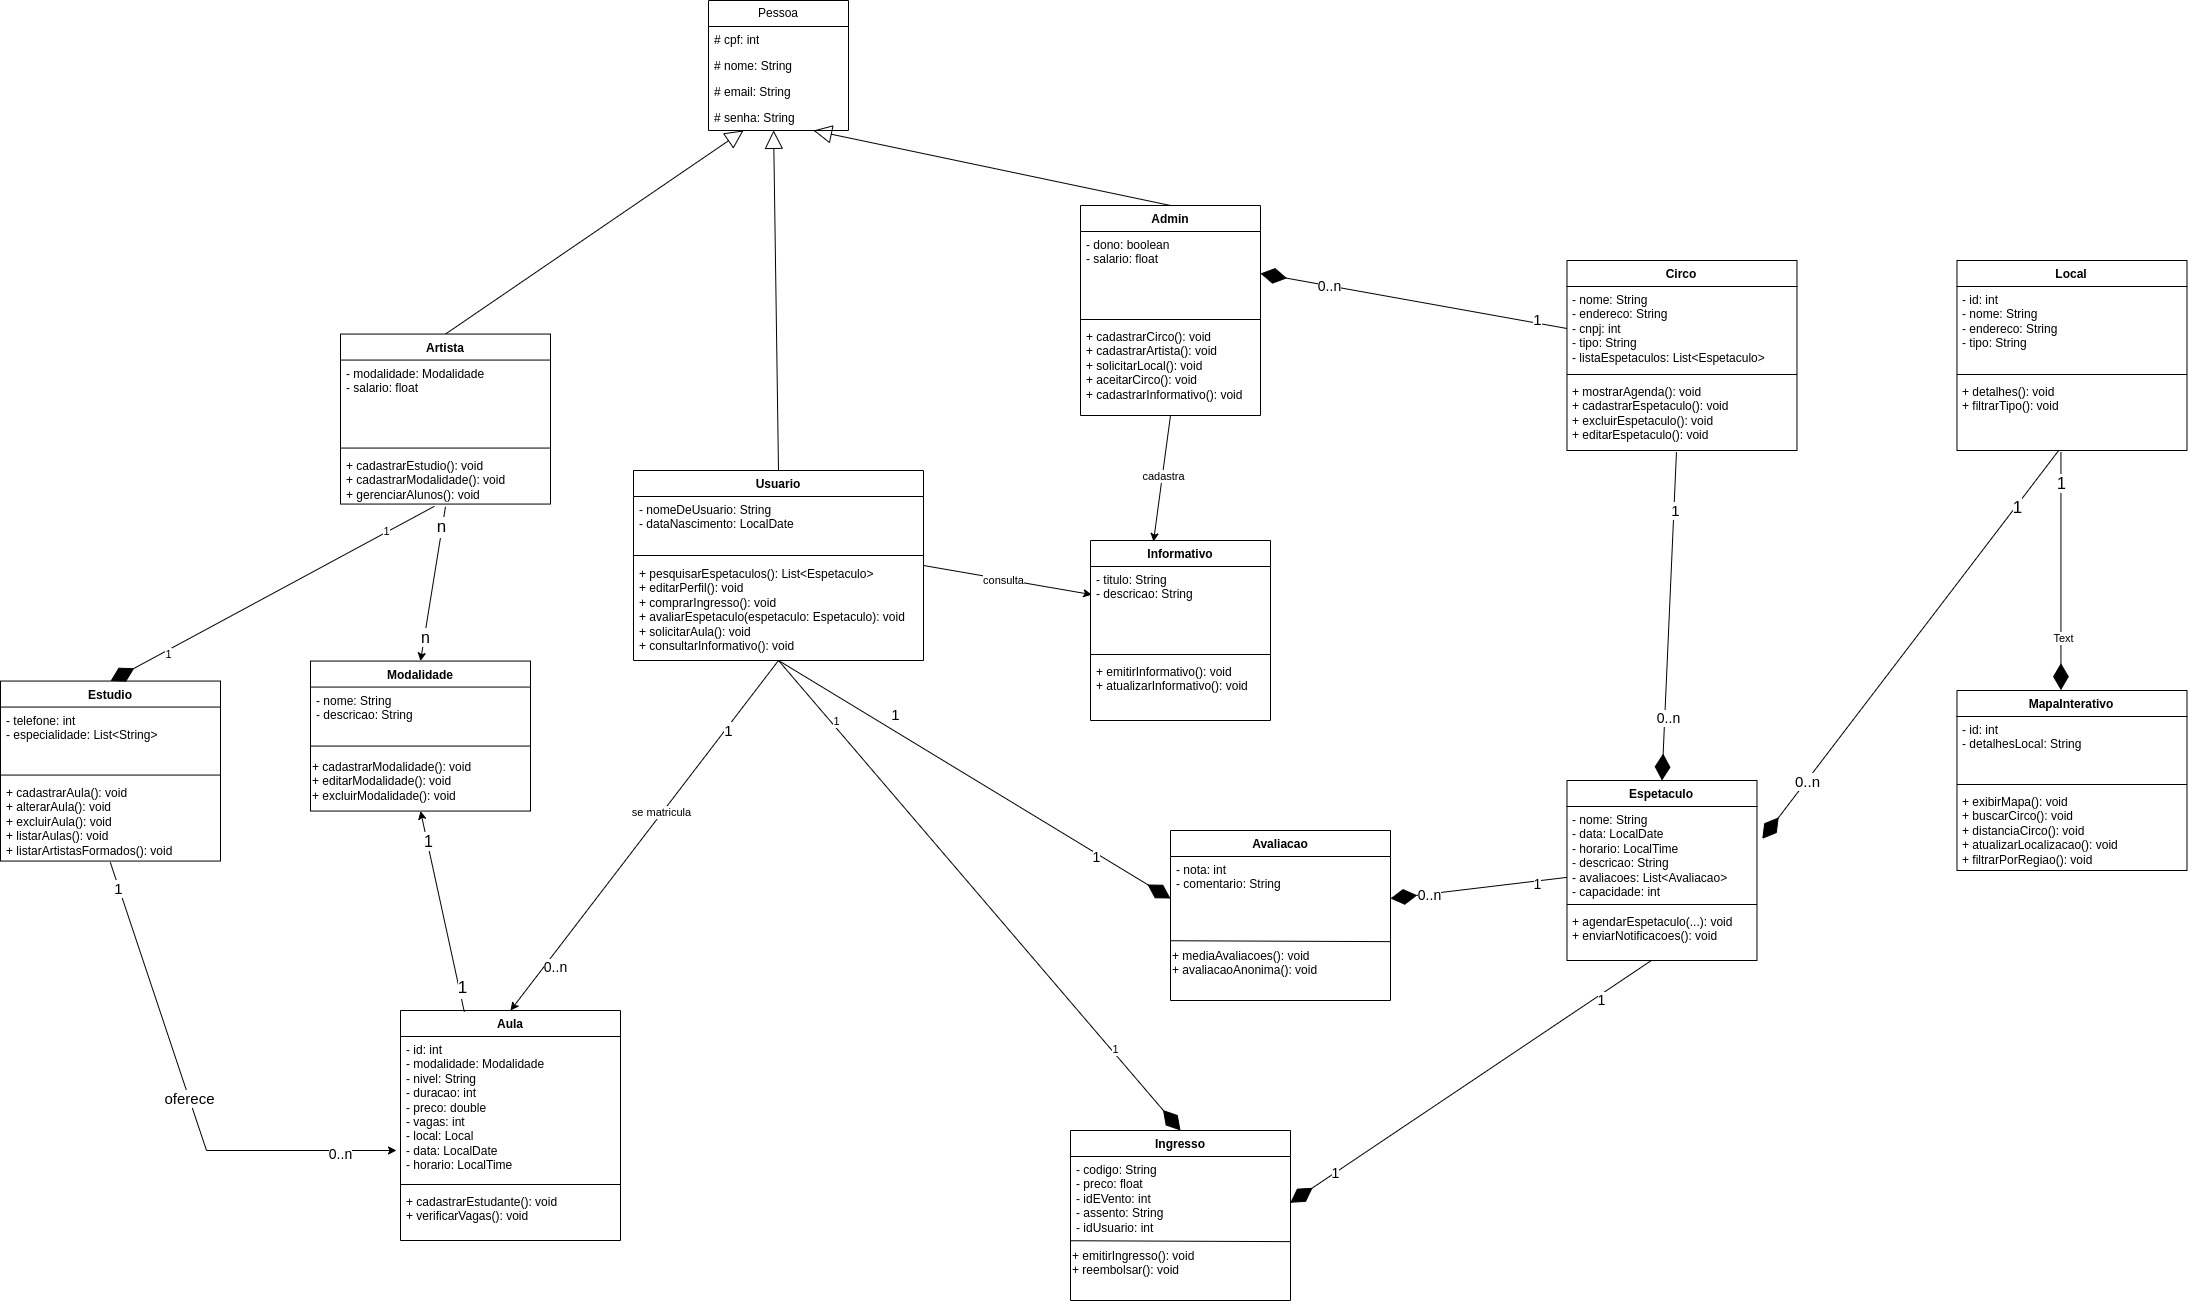 Pessoa
# cpf: int
# nome: String
# email: String
# senha: String
Admin
- dono: boolean
- salario: float
+ cadastrarCirco(): void
+ cadastrarArtista(): void
+ solicitarLocal(): void
+ aceitarCirco(): void
+ cadastrarInformativo(): void
0..n
1
Circo
- nome: String
- endereco: String
- cnpj: int
- tipo: String
- listaEspetaculos: List<Espetaculo>
+ mostrarAgenda(): void
+ cadastrarEspetaculo(): void
+ excluirEspetaculo(): void
+ editarEspetaculo(): void
Local
- id: int
- nome: String
- endereco: String
- tipo: String
+ detalhes(): void
+ filtrarTipo(): void
Artista
- modalidade: Modalidade
- salario: float
+ cadastrarEstudio(): void
+ cadastrarModalidade(): void
+ gerenciarAlunos(): void
1
n
n
1
Usuario
- nomeDeUsuario: String
- dataNascimento: LocalDate
+ pesquisarEspetaculos(): List<Espetaculo>
+ editarPerfil(): void
+ comprarIngresso(): void
+ avaliarEspetaculo(espetaculo: Espetaculo): void
+ solicitarAula(): void
+ consultarInformativo(): void
cadastra
consulta
Informativo
- titulo: String
- descricao: String
+ emitirInformativo(): void
+ atualizarInformativo(): void
1
0..n
1
1
Text
0..n
Estudio
- telefone: int
- especialidade: List<String>
+ cadastrarAula(): void
+ alterarAula(): void
+ excluirAula(): void
+ listarAulas(): void
+ listarArtistasFormados(): void
Modalidade
- nome: String
- descricao: String
+ cadastrarModalidade(): void
+ editarModalidade(): void
+ excluirModalidade(): void
MapaInterativo
- id: int
- detalhesLocal: String
+ exibirMapa(): void
+ buscarCirco(): void
+ distanciaCirco(): void
+ atualizarLocalizacao(): void
+ filtrarPorRegiao(): void
1
1
1
se matricula
1
0..n
1
Avaliacao
- nota: int
- comentario: String
+ mediaAvaliacoes(): void
+ avaliacaoAnonima(): void
0..n
1
Espetaculo
- nome: String
- data: LocalDate
- horario: LocalTime
- descricao: String
- avaliacoes: List<Avaliacao>
- capacidade: int
+ agendarEspetaculo(...): void
+ enviarNotificacoes(): void
1
1
1
oferece
0..n
Aula
- id: int
- modalidade: Modalidade
- nivel: String
- duracao: int
- preco: double
- vagas: int
- local: Local
- data: LocalDate
- horario: LocalTime
+ cadastrarEstudante(): void
+ verificarVagas(): void
1
1
1
Ingresso
- codigo: String
- preco: float
- idEVento: int
- assento: String
- idUsuario: int
+ emitirIngresso(): void
+ reembolsar(): void